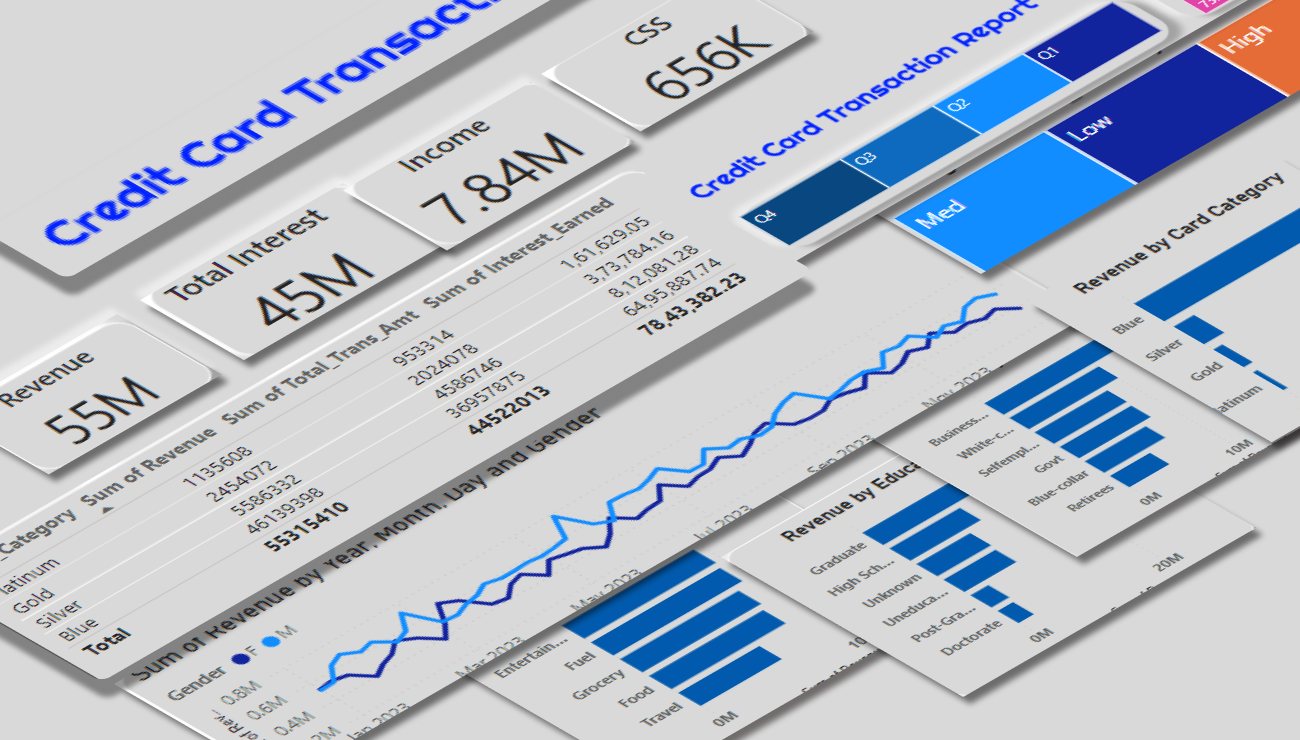 Credit Card Transacti
CSS
656K
Income
7.84M
Total Interest
45M
Revenue
55M
Credit Card Transaction Report
Q1
Q2
Q3
Q4
High
Low
Med
_Category Sum of Revenue Sum of Total_Trans_Amt Sum of Interest_Earned
latinum 1135608 953314 1,61,629.05
Gold 2454072 2024078 3,73,784.16
Silver 5586332 4586746 8,12,081.28
Blue 46139398 36957875 64,95,887.74
Total 55315410 44522013 78,43,382.23
Sum of Revenue by Year, Month, Day and Gender
Gender F M
0.8M
0.6M
0.4M
Jan 2023
Mar 2023
May 2023
Jul 2023
Sep 2023
Nov 2023
Revenue by Card Category
Blue
Silver
Gold
latinum
10M
Business...
White-c...
Selfempl...
Govt
Blue-collar
Retirees
0M
Revenue by Educa
Graduate
High Sch...
Unknown
Uneduca...
Post-Gra...
Doctorate
0M
20M
Entertain...
Fuel
Grocery
Food
Travel
0M